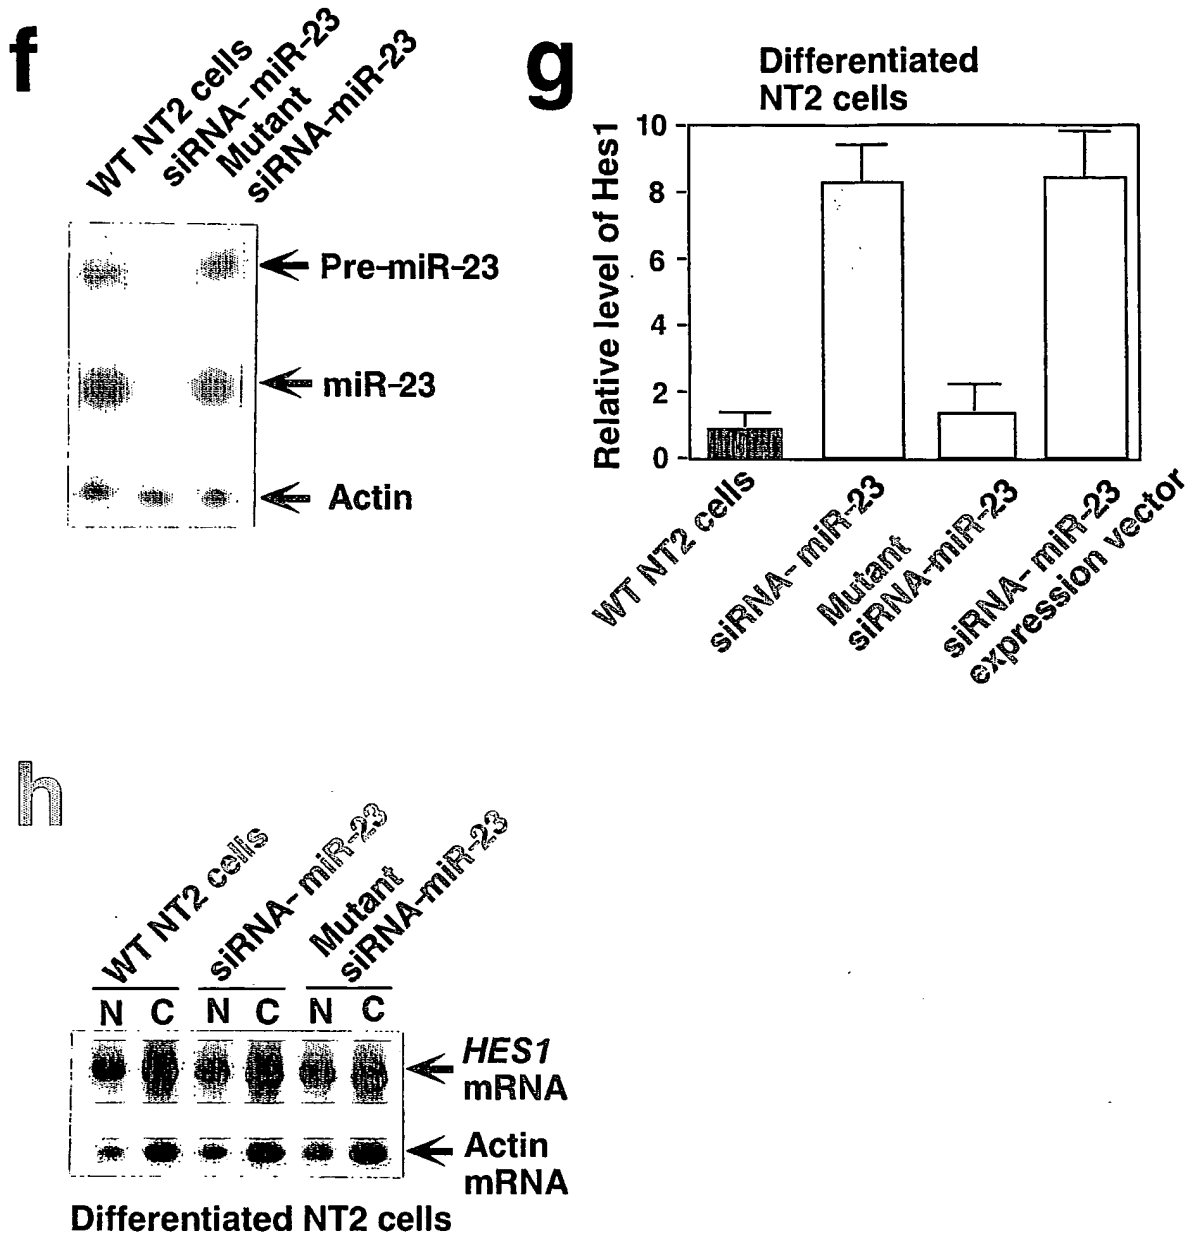 f
WT NT2 cells
siRNA- miR-23
Mutant
siRNA-miR-23
Pre-miR-23
miR-23
Actin
g
Differentiated
NT2 cells
Relative level of Hes1
10
8
6
4
2
0
WT NT2 cells
siRNA- miR-23
Mutant
siRNA-miR-23
siRNA- miR-23
expression vector
h
WT NT2 cells
siRNA- miR-23
Mutant
siRNA-miR-23
N C N C N C
HES1
mRNA
Actin
mRNA
Differentiated NT2 cells